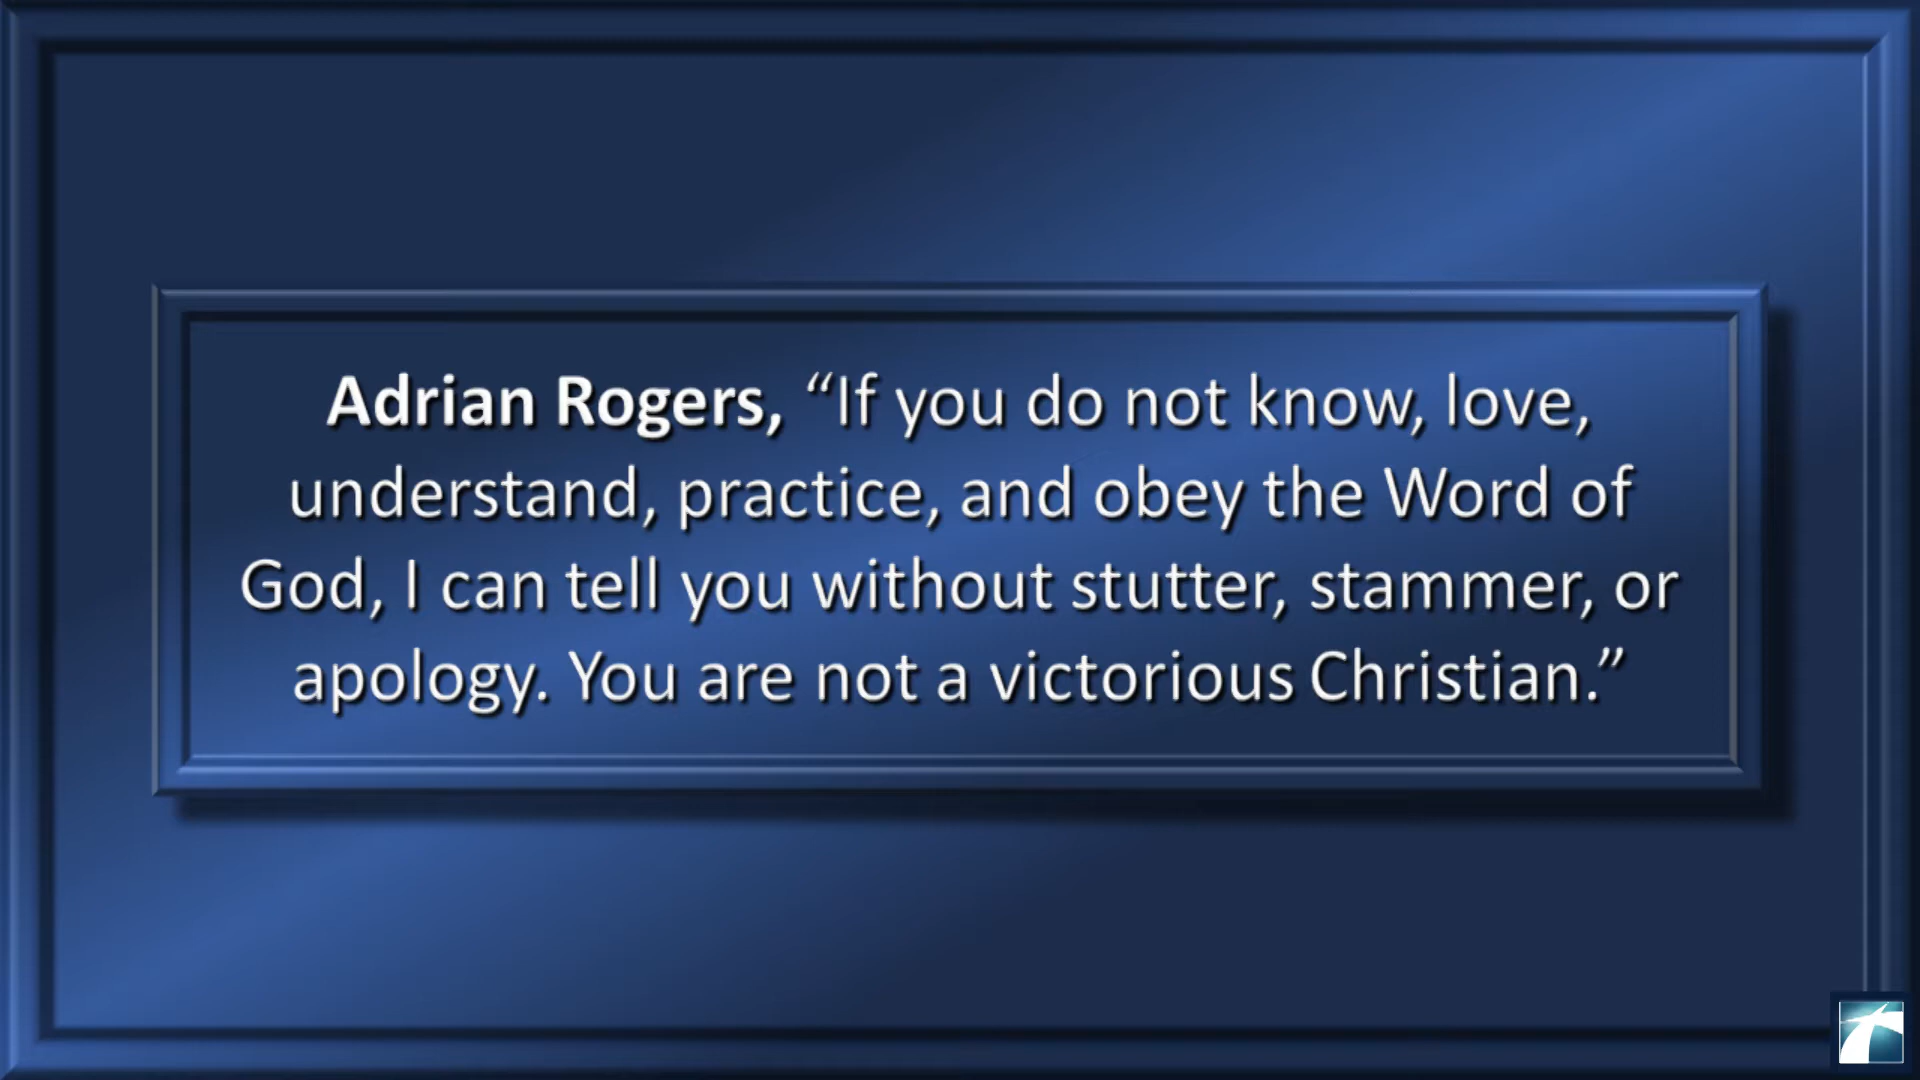 Adrian Rogers, “If you do not know, love,
understand, practice, and obey the Word of
God, I can tell you without stutter, stammer, or
apology. You are not a victorious Christian.”